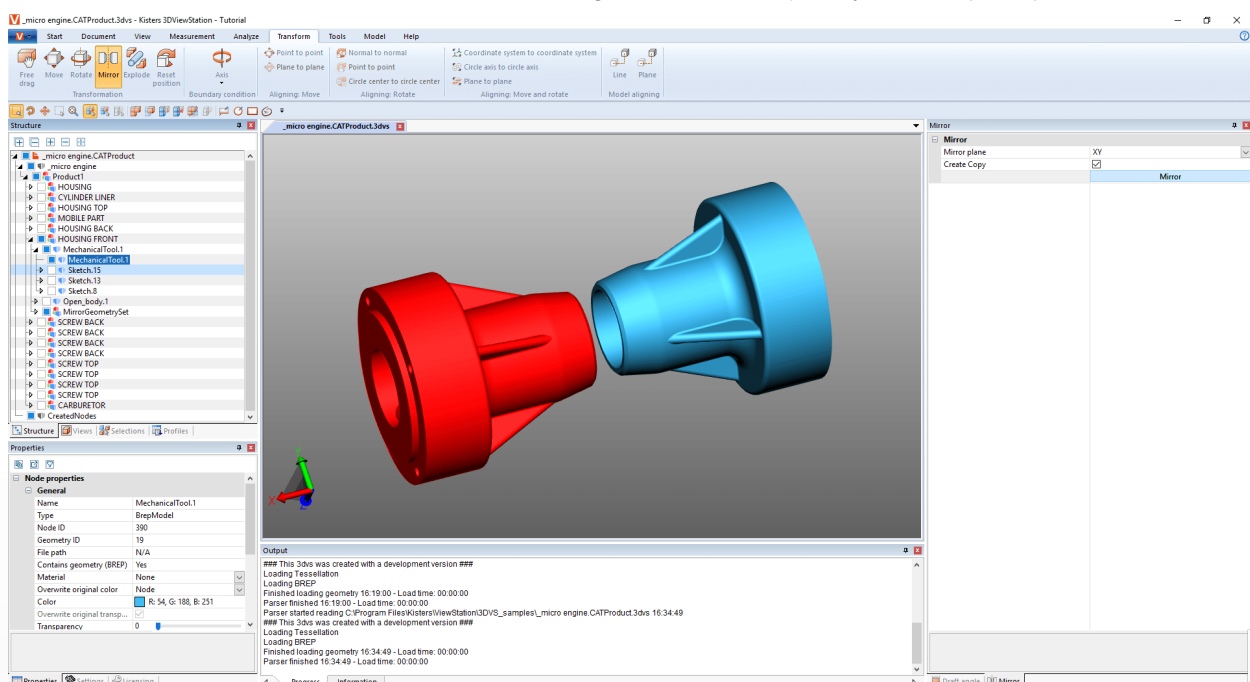 _micro engine.CATProduct.3dvs - Kisters 3DViewStation - Tutorial
Start Document View Measurement Analyze Transform Tools Model Help
Free drag
Move
Rotate
Mirror
Explode
Reset position
Transformation
Axis
Boundary condition
Point to point
Plane to plane
Aligning: Move
Normal to normal
Point to point
Circle center to circle center
Aligning: Rotate
Coordinate system to coordinate system
Circle axis to circle axis
Plane to plane
Aligning: Move and rotate
Line
Plane
Model aligning
Structure
_micro engine.CATProduct
_micro engine
Product1
HOUSING
CYLINDER LINER
HOUSING TOP
MOBILE PART
HOUSING BACK
HOUSING FRONT
MechanicalTool.1
MechanicalTool.1
Sketch.15
Sketch.13
Sketch.8
Open_body.1
MirrorGeometrySet
SCREW BACK
SCREW BACK
SCREW BACK
SCREW BACK
SCREW TOP
SCREW TOP
SCREW TOP
SCREW TOP
CARBURETOR
CreatedNodes
Structure Views Selections Profiles
Properties
Node properties
General
Name MechanicalTool.1
Type BrepModel
Node ID 390
Geometry ID 19
File path N/A
Contains geometry (BREP) Yes
Material None
Overwrite original color Node
Color R: 54, G: 188, B: 251
Overwrite original transp...
Transparency 0
Properties Settings Licensing
_micro engine.CATProduct.3dvs
X
Y
Z
Output
### This 3dvs was created with a development version ###
Loading Tessellation
Loading BREP
Finished loading geometry 16:19:00 - Load time: 00:00:00
Parser finished 16:19:00 - Load time: 00:00:00
Parser started reading C:\Program Files\Kisters\ViewStation\3DVS_samples\_micro engine.CATProduct.3dvs 16:34:49
### This 3dvs was created with a development version ###
Loading Tessellation
Loading BREP
Finished loading geometry 16:34:49 - Load time: 00:00:00
Parser finished 16:34:49 - Load time: 00:00:00
Progress Information
Mirror
Mirror
Mirror plane XY
Create Copy
Mirror
Draft angle Mirror